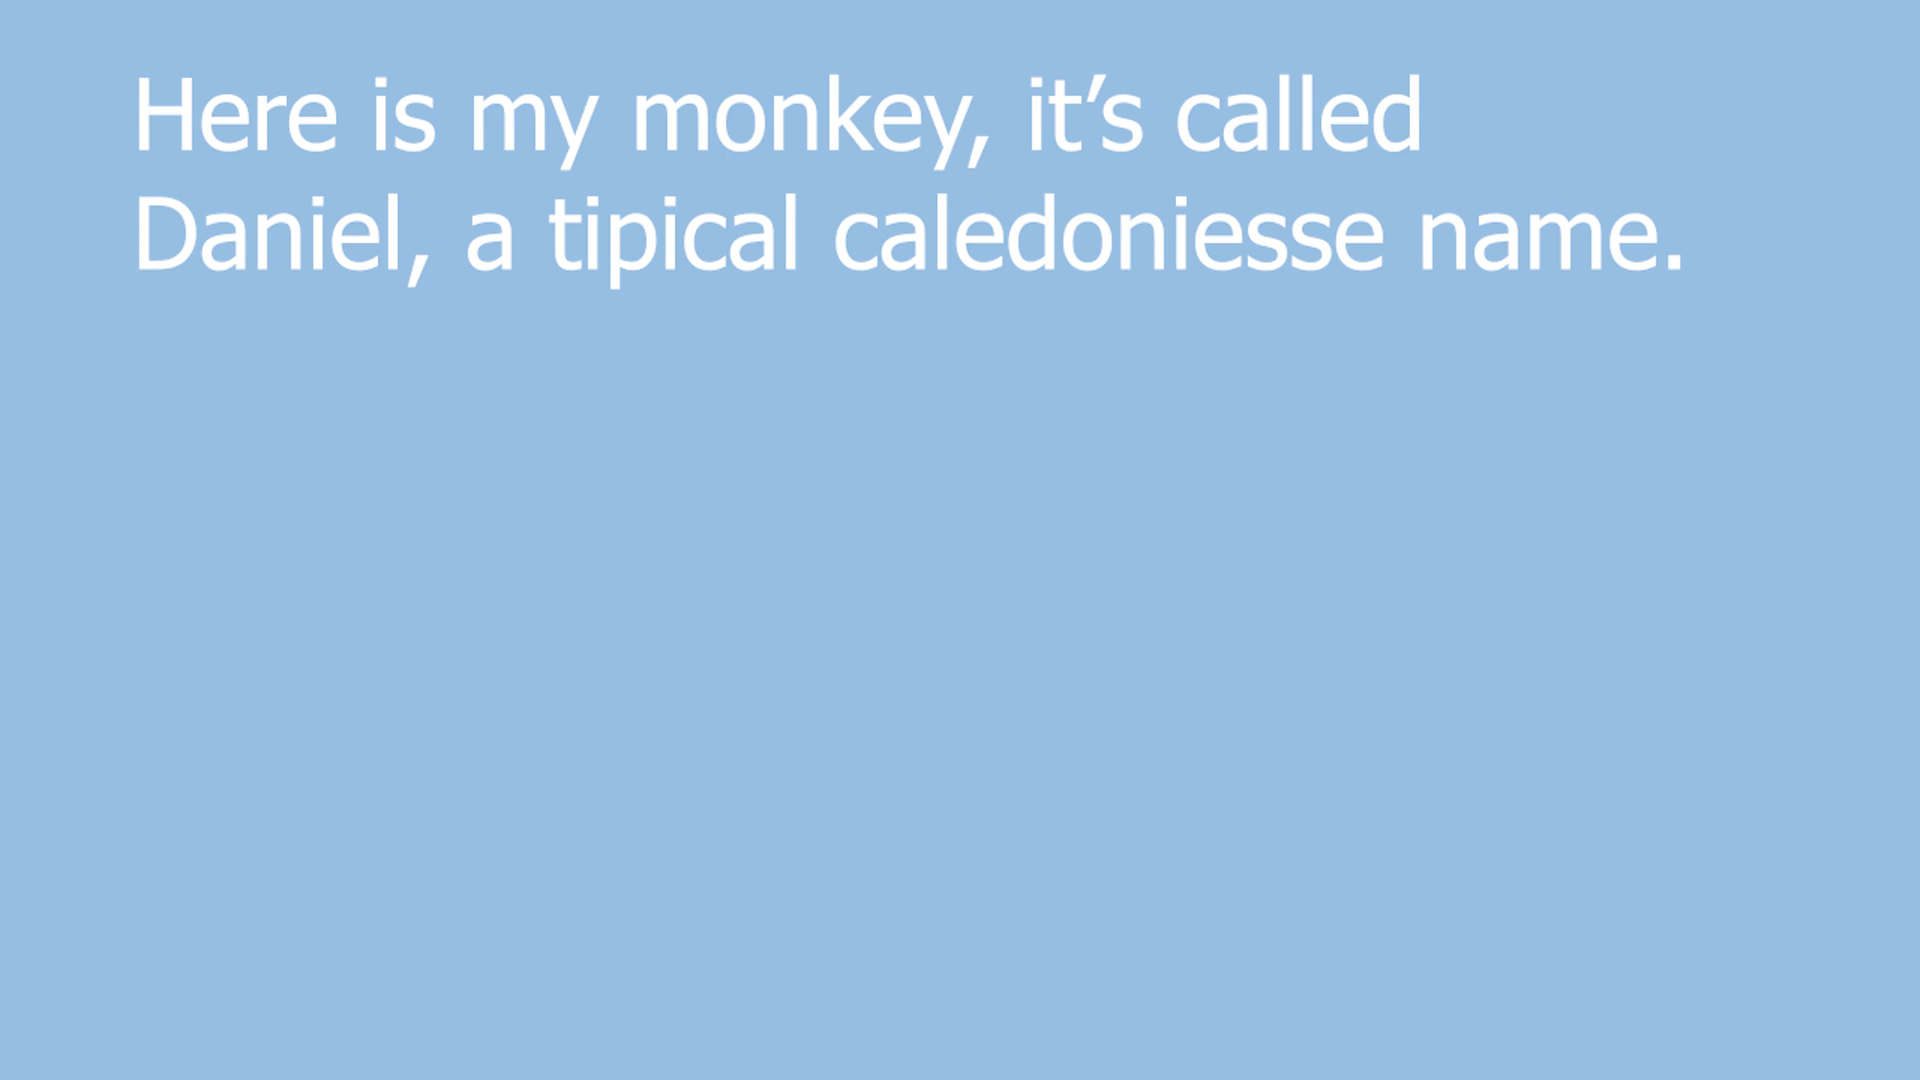 Here is my monkey, it’s called
Daniel, a tipical caledoniesse name.